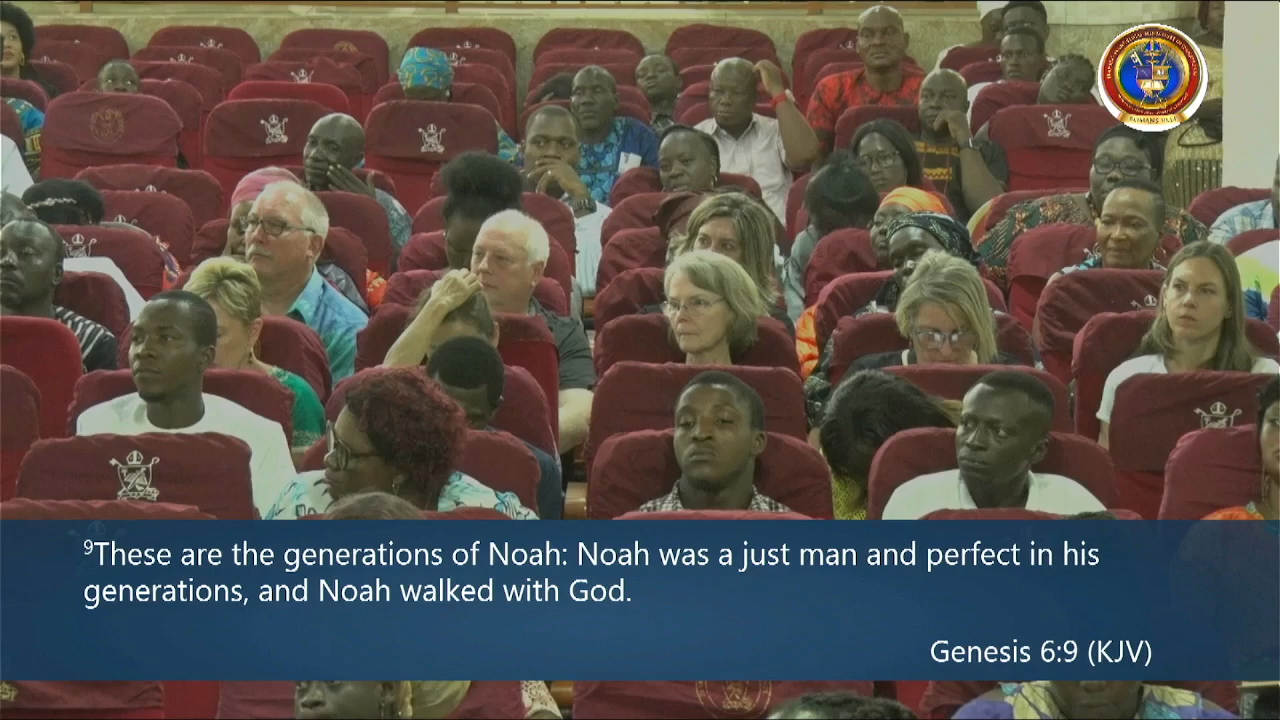 ⁹These are the generations of Noah: Noah was a just man and perfect in his
generations, and Noah walked with God.
Genesis 6:9 (KJV)